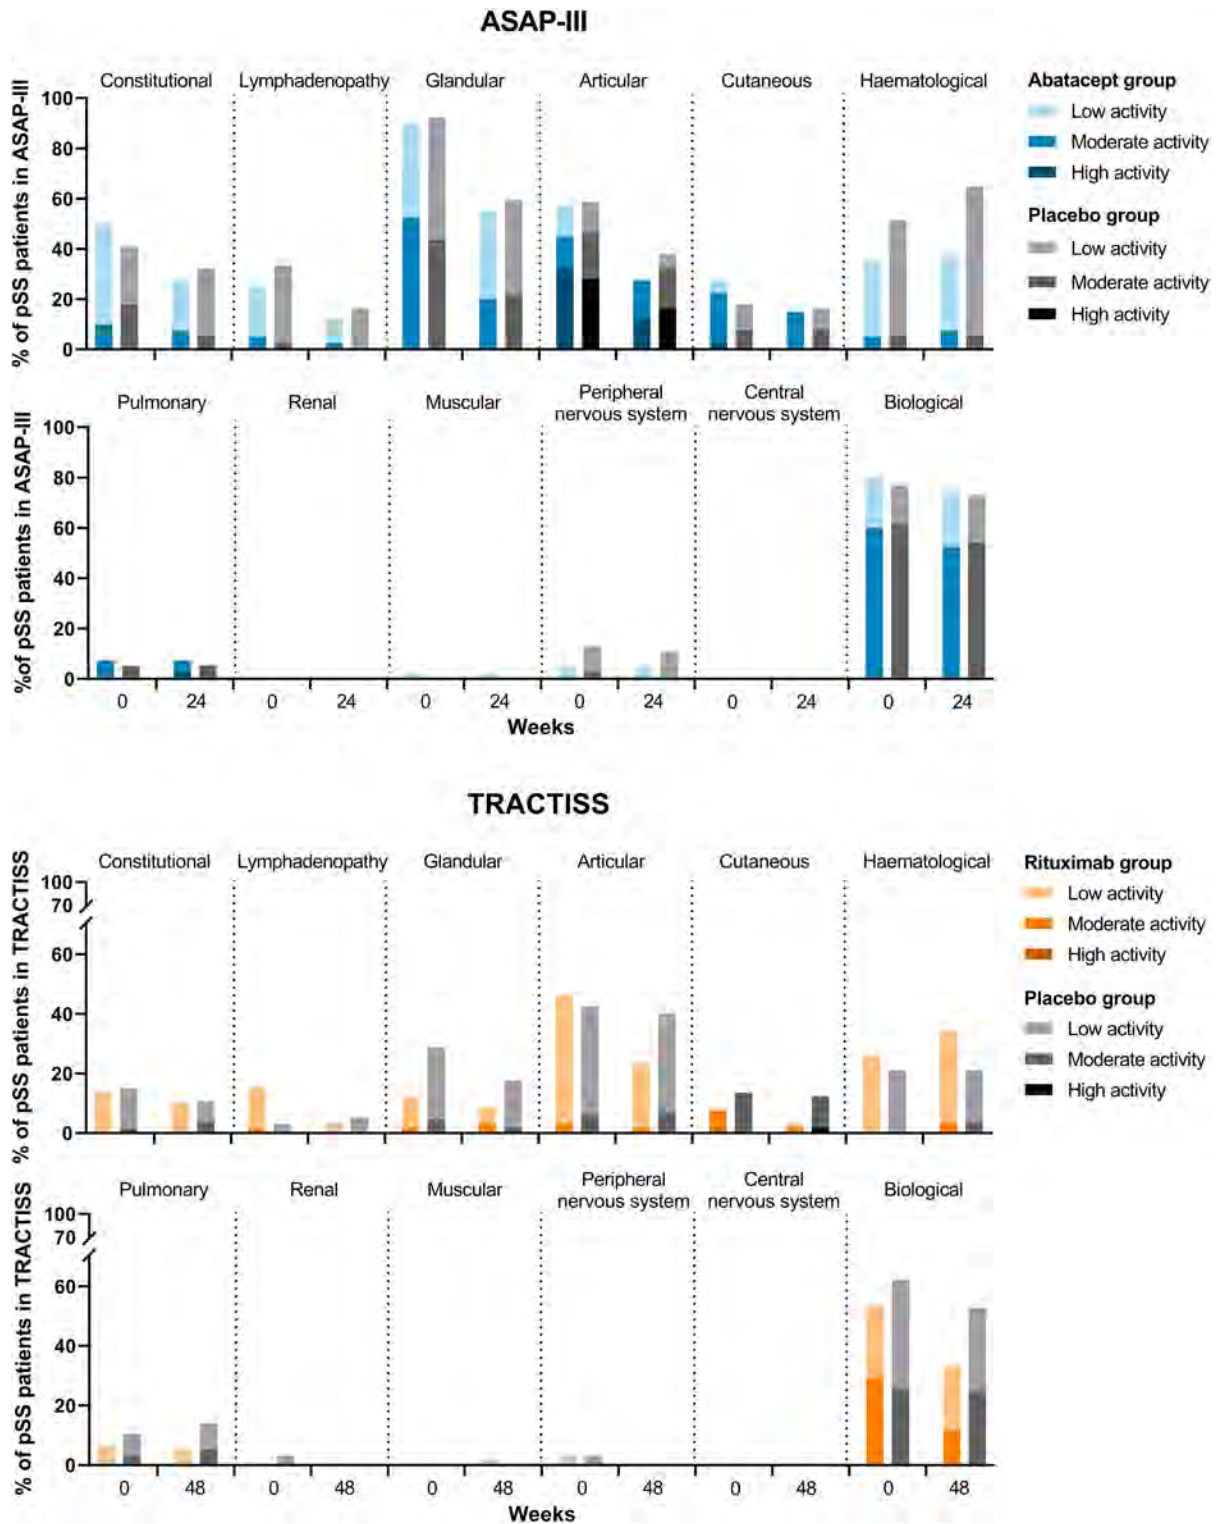 ASAP-III
Constitutional Lymphadenopathy Glandular Articular Cutaneous Haematological
% of pSS patients in ASAP-III
100
80
60
40
20
0
Abatacept group
Low activity
Moderate activity
High activity
Placebo group
Low activity
Moderate activity
High activity
Pulmonary Renal Muscular Peripheral nervous system Central nervous system Biological
%of pSS patients in ASAP-III
100
80
60
40
20
0
0 24 0 24 0 24 0 24 0 24 0 24
Weeks
TRACTISS
Constitutional Lymphadenopathy Glandular Articular Cutaneous Haematological
% of pSS patients in TRACTISS
100
70
60
40
20
0
Rituximab group
Low activity
Moderate activity
High activity
Placebo group
Low activity
Moderate activity
High activity
Pulmonary Renal Muscular Peripheral nervous system Central nervous system Biological
% of pSS patients in TRACTISS
100
70
60
40
20
0
0 48 0 48 0 48 0 48 0 48 0 48
Weeks